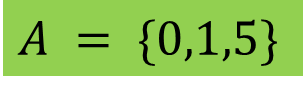 A = {0,1,5}